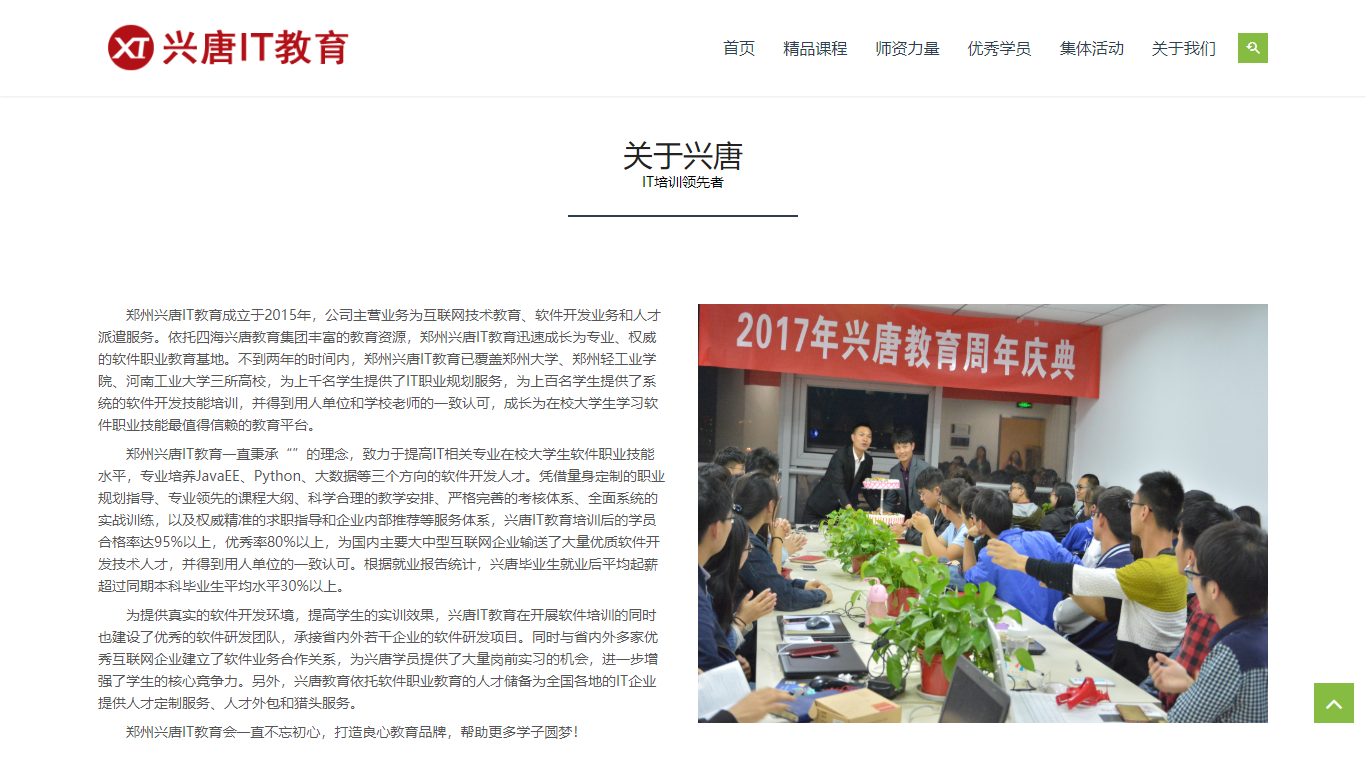 XT 兴唐IT教育
首页 精品课程 师资力量 优秀学员 集体活动 关于我们
关于兴唐
IT培训领先者
郑州兴唐IT教育成立于2015年，公司主营业务为互联网技术教育、软件开发业务和人才
派遣服务。依托四海兴唐教育集团丰富的教育资源，郑州兴唐IT教育迅速成长为专业、权威
的软件职业教育基地。不到两年的时间内，郑州兴唐IT教育已覆盖郑州大学、郑州轻工业学
院、河南工业大学三所高校，为上千名学生提供了IT职业规划服务，为上百名学生提供了系
统的软件开发技能培训，并得到用人单位和学校老师的一致认可，成长为在校大学生学习软
件职业技能最值得信赖的教育平台。
郑州兴唐IT教育一直秉承“”的理念，致力于提高IT相关专业在校大学生软件职业技能
水平，专业培养JavaEE、Python、大数据等三个方向的软件开发人才。凭借量身定制的职业
规划指导、专业领先的课程大纲、科学合理的教学安排、严格完善的考核体系、全面系统的
实战训练，以及权威精准的求职指导和企业内部推荐等服务体系，兴唐IT教育培训后的学员
合格率达95%以上，优秀率80%以上，为国内主要大中型互联网企业输送了大量优质软件开
发技术人才，并得到用人单位的一致认可。根据就业报告统计，兴唐毕业生就业后平均起薪
超过同期本科毕业生平均水平30%以上。
为提供真实的软件开发环境，提高学生的实训效果，兴唐IT教育在开展软件培训的同时
也建设了优秀的软件研发团队，承接省内外若干企业的软件研发项目。同时与省内外多家优
秀互联网企业建立了软件业务合作关系，为兴唐学员提供了大量岗前实习的机会，进一步增
强了学生的核心竞争力。另外，兴唐教育依托软件职业教育的人才储备为全国各地的IT企业
提供人才定制服务、人才外包和猎头服务。
郑州兴唐IT教育会一直不忘初心，打造良心教育品牌，帮助更多学子圆梦！
2017年兴唐教育周年庆典